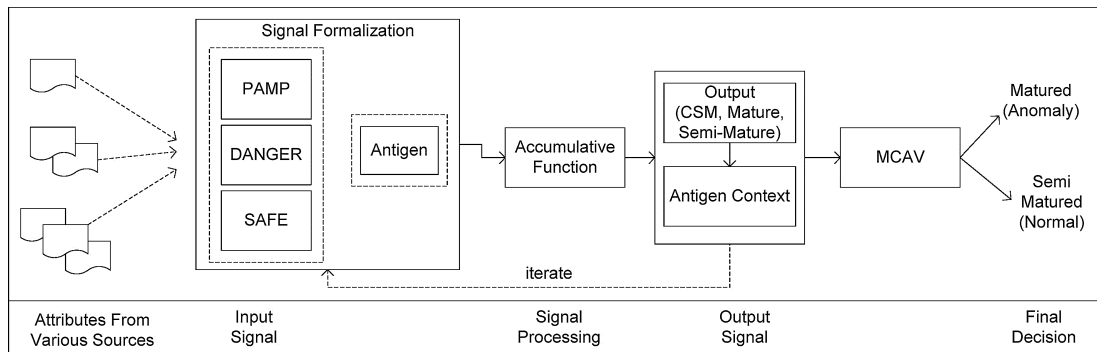 Signal Formalization
PAMP
DANGER
SAFE
Antigen
Accumulative
Function
Output
(CSM, Mature,
Semi-Mature)
Antigen Context
MCAV
Matured
(Anomaly)
Semi
Matured
(Normal)
iterate
Attributes From
Various Sources
Input
Signal
Signal
Processing
Output
Signal
Final
Decision